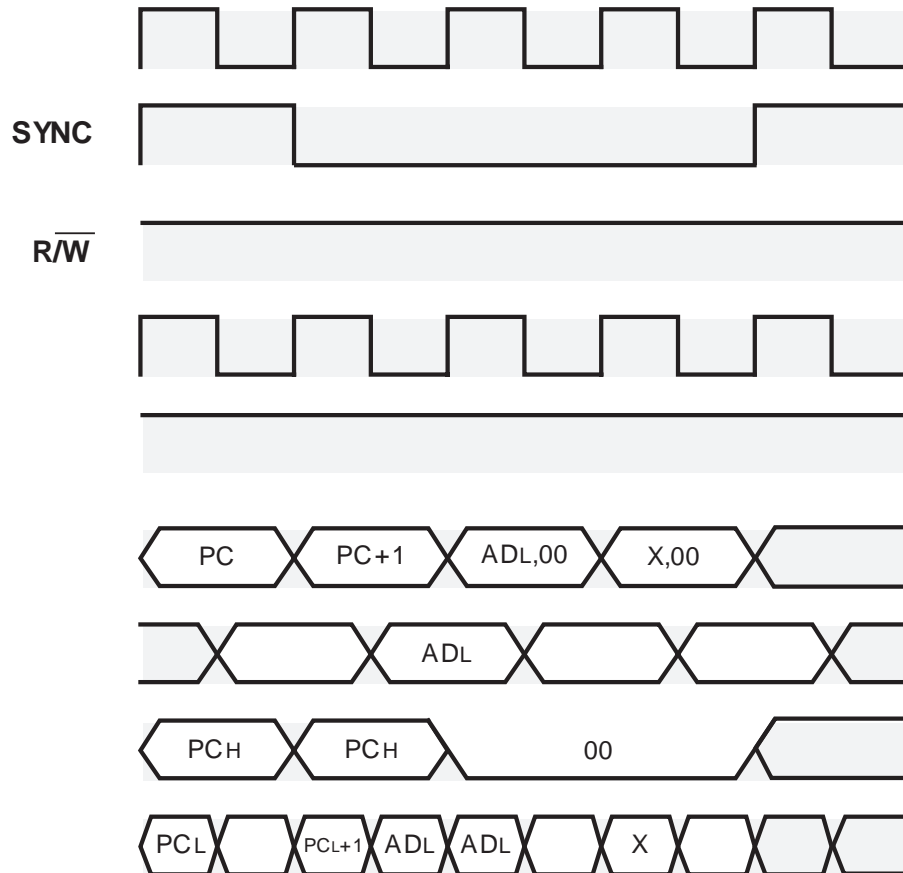 SYNC
R/W
PC PC+1 ADL,00 X,00
ADL
PCH PCH 00
PCL PCL+1 ADL ADL X